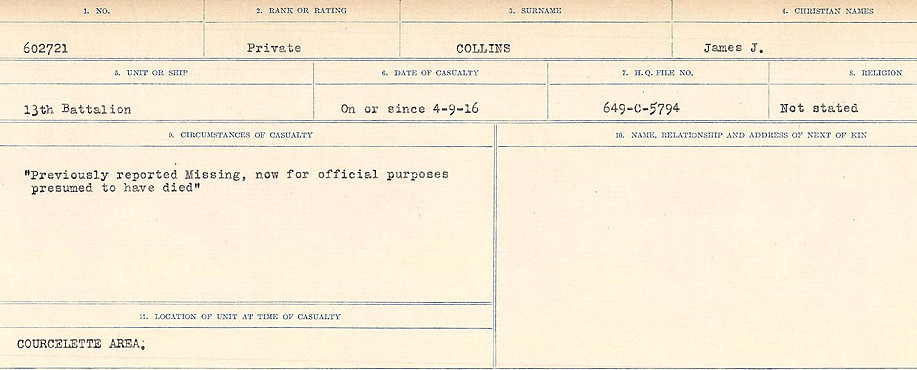 1. NO. 2. RANK OR RATING 3. SURNAME 4. CHRISTIAN NAMES
602721 Private COLLINS James J.
5. UNIT OR SHIP 6. DATE OF CASUALTY 7. H.Q. FILE NO. 8. RELIGION
13th Battalion On or since 4-9-16 649-C-5794 Not stated
9. CIRCUMSTANCES OF CASUALTY 10. NAME, RELATIONSHIP AND ADDRESS OF NEXT OF KIN
"Previously reported Missing, now for official purposes
presumed to have died"
11. LOCATION OF UNIT AT TIME OF CASUALTY
COURCELETTE AREA.